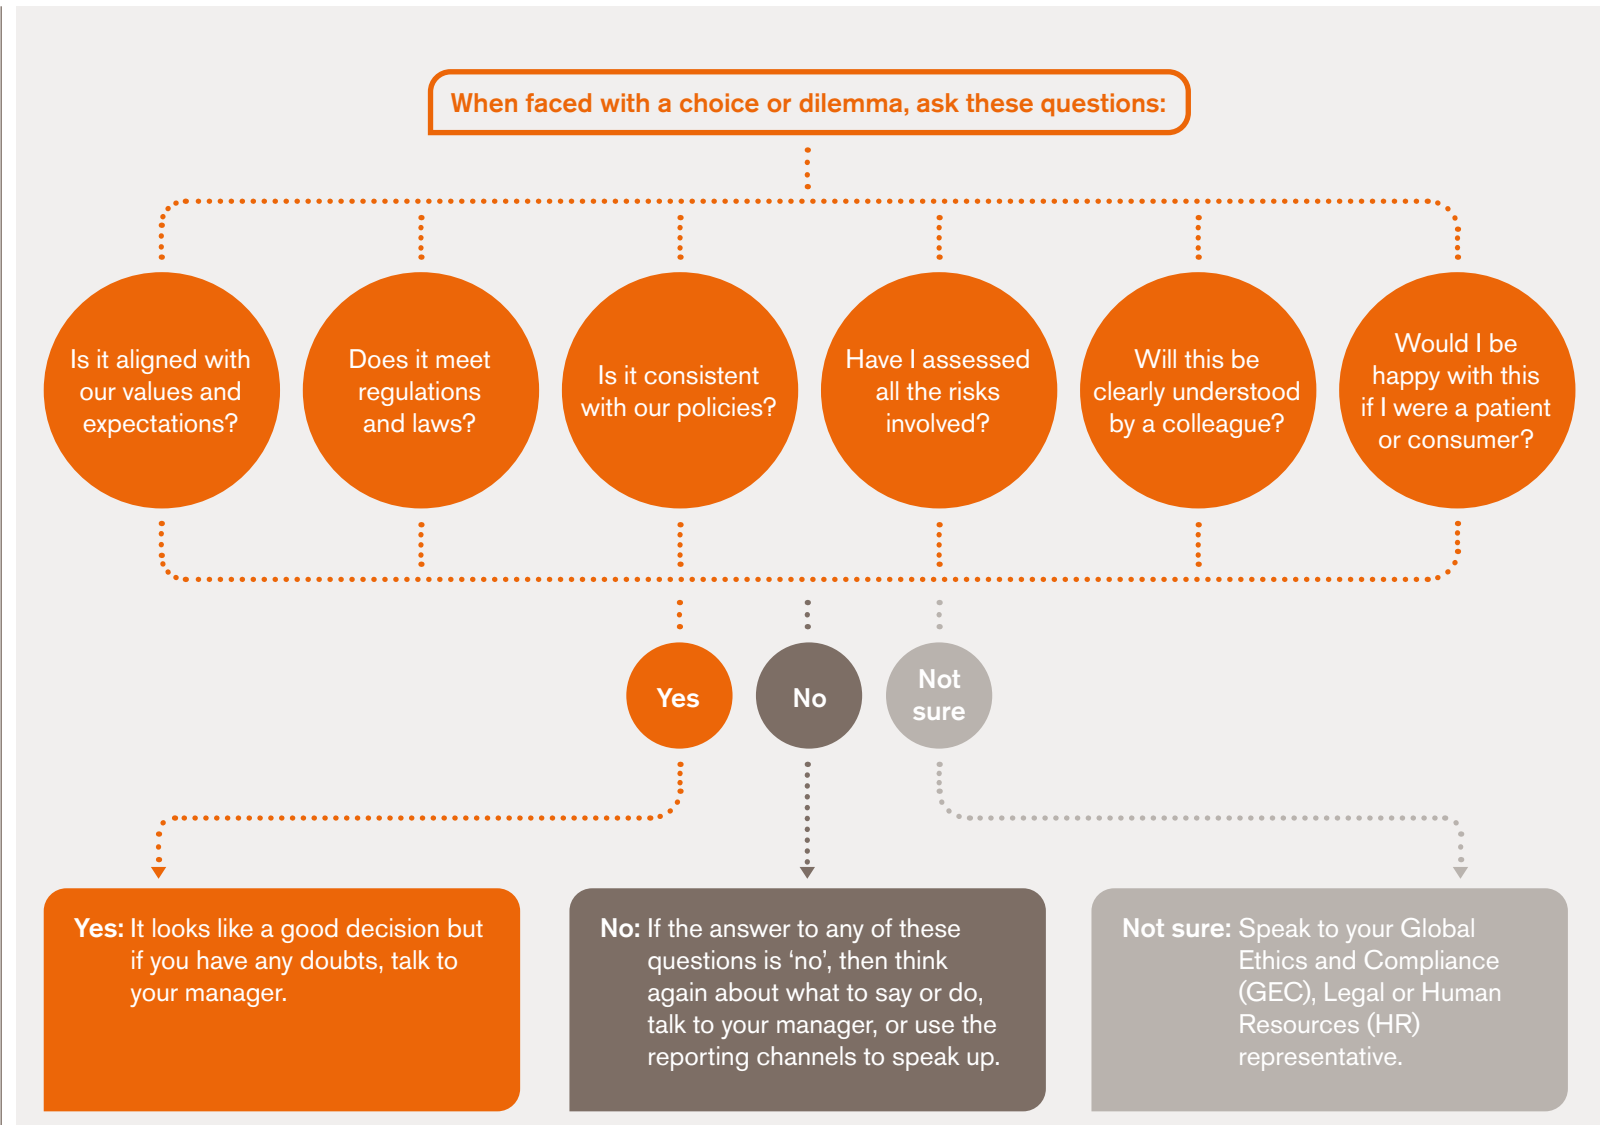 When faced with a choice or dilemma, ask these questions:
Is it aligned with
our values and
expectations?
Does it meet
regulations
and laws?
Is it consistent
with our policies?
Have I assessed
all the risks
involved?
Will this be
clearly understood
by a colleague?
Would I be
happy with this
if I were a patient
or consumer?
Yes
No
Not
sure
Yes: It looks like a good decision but
if you have any doubts, talk to
your manager.
No: If the answer to any of these
questions is ‘no’, then think
again about what to say or do,
talk to your manager, or use the
reporting channels to speak up.
Not sure: Speak to your Global
Ethics and Compliance
(GEC), Legal or Human
Resources (HR)
representative.